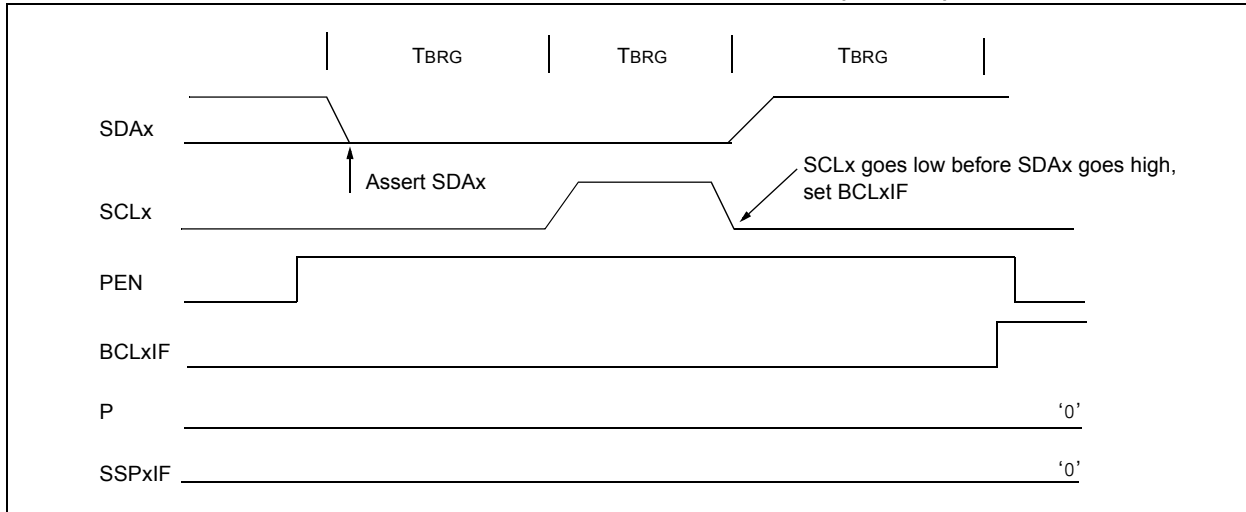 TBRG TBRG TBRG
SDAx
Assert SDAx
SCLx goes low before SDAx goes high,
set BCLxIF
SCLx
PEN
BCLxIF
P '0'
SSPxIF '0'